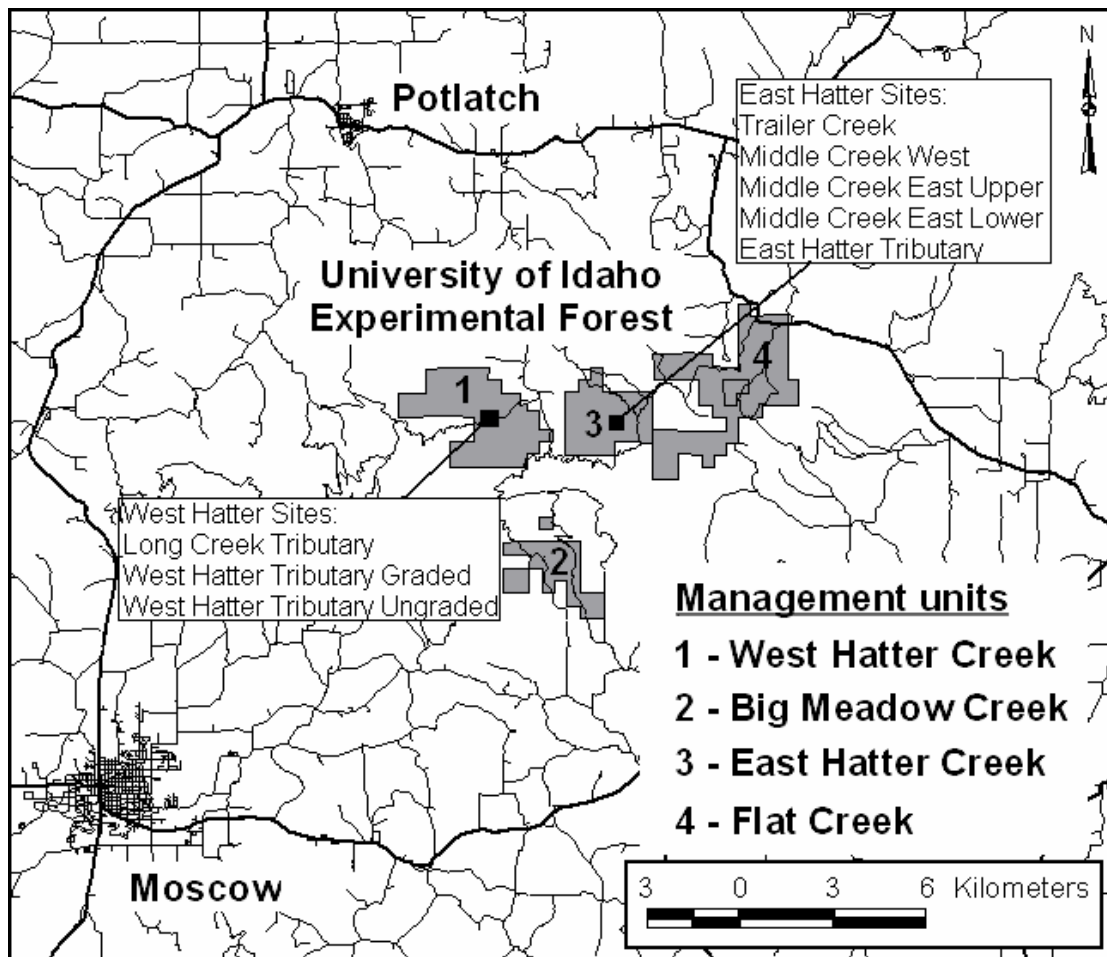 N
Potlatch
East Hatter Sites:
Trailer Creek
Middle Creek West
Middle Creek East Upper
Middle Creek East Lower
East Hatter Tributary
University of Idaho
Experimental Forest
1
3
4
West Hatter Sites:
Long Creek Tributary
West Hatter Tributary Graded
West Hatter Tributary Ungraded
2
Management units
1 - West Hatter Creek
2 - Big Meadow Creek
3 - East Hatter Creek
4 - Flat Creek
Moscow
3 0 3 6 Kilometers